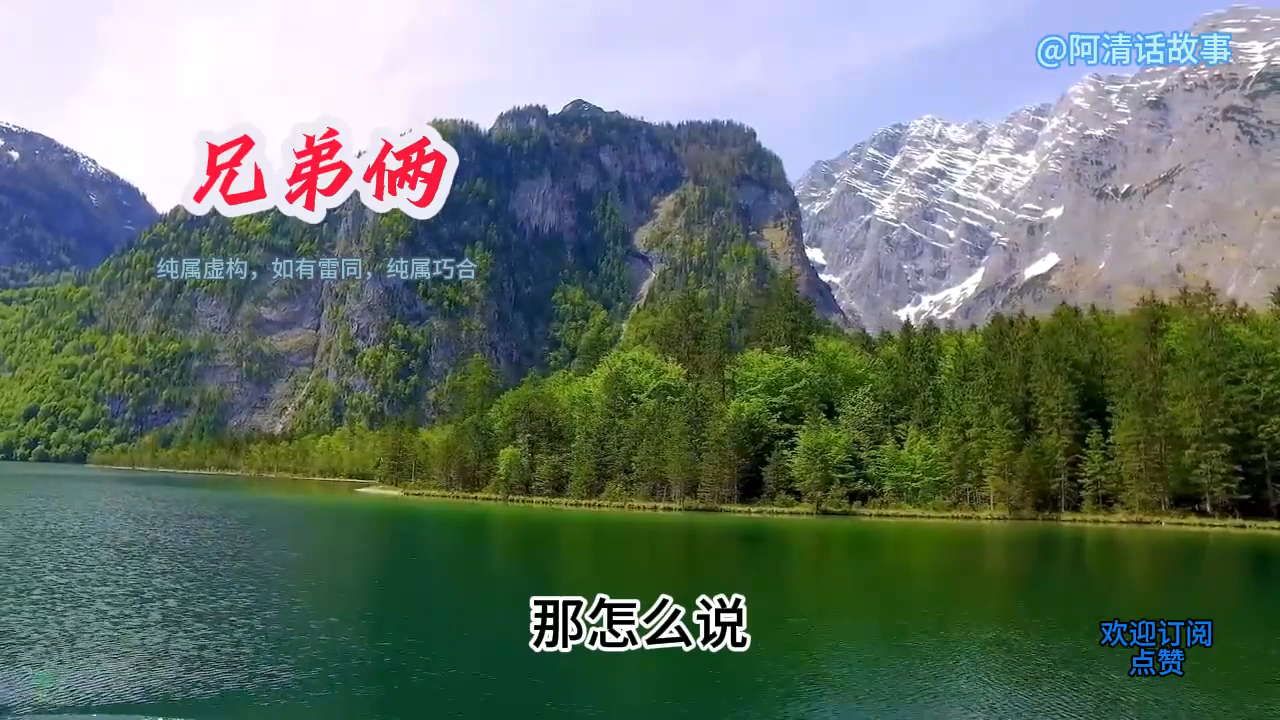 @阿清话故事
兄弟俩
纯属虚构，如有雷同，纯属巧合
那怎么说
欢迎订阅
点赞